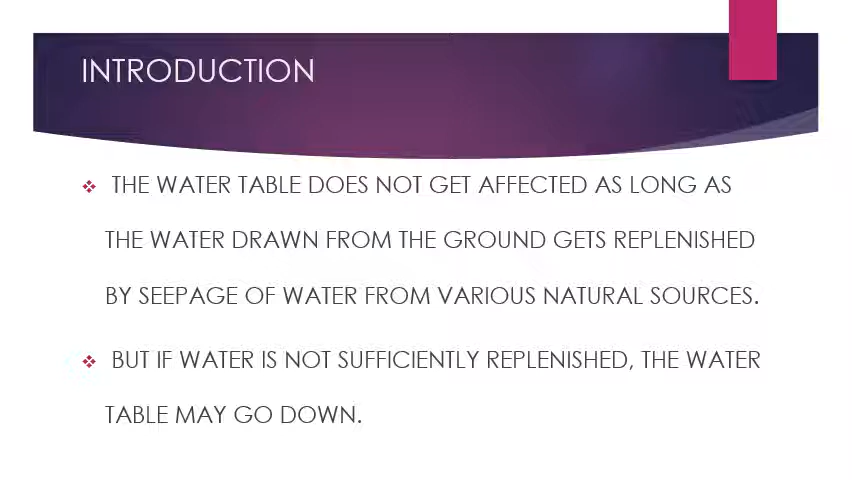 INTRODUCTION
❖ THE WATER TABLE DOES NOT GET AFFECTED AS LONG AS
THE WATER DRAWN FROM THE GROUND GETS REPLENISHED
BY SEEPAGE OF WATER FROM VARIOUS NATURAL SOURCES.
❖ BUT IF WATER IS NOT SUFFICIENTLY REPLENISHED, THE WATER
TABLE MAY GO DOWN.